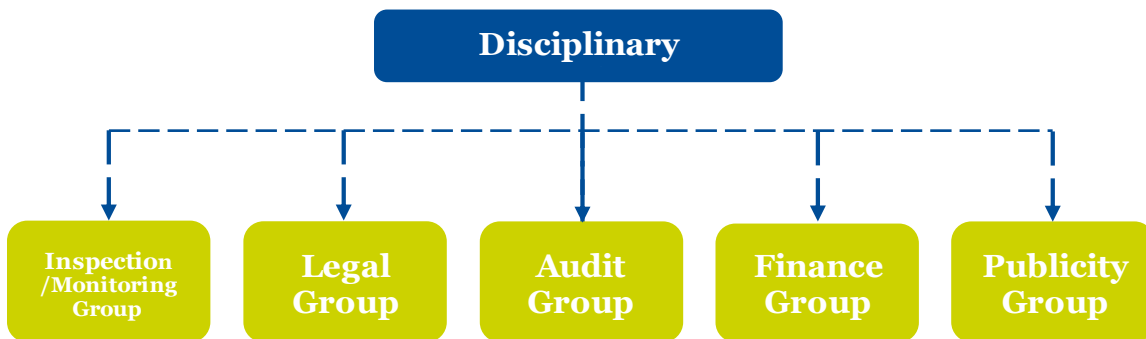 Disciplinary
Inspection
/Monitoring
Group
Legal
Group
Audit
Group
Finance
Group
Publicity
Group